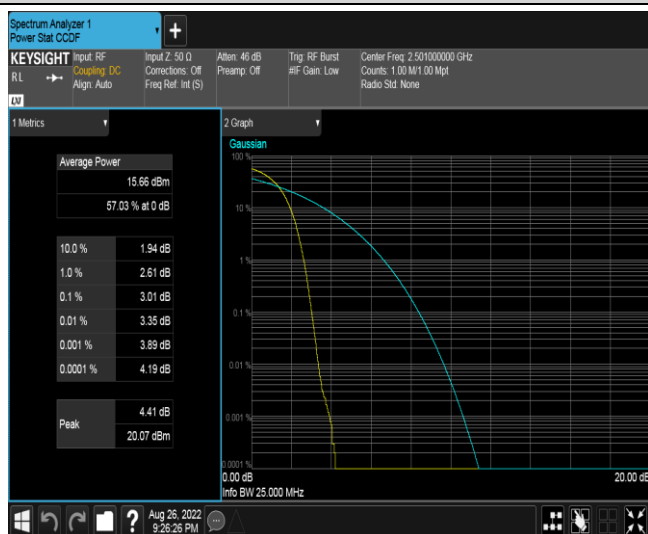 Spectrum Analyzer 1
Power Stat CCDF
+
KEYSIGHT
RL
LXI
Input: RF
Coupling: DC
Align: Auto
Input Z: 50 Ω
Corrections: Off
Freq Ref: Int (S)
Atten: 46 dB
Preamp: Off
Trig: RF Burst
#IF Gain: Low
Center Freq: 2.501000000 GHz
Counts: 1.00 M/1.00 Mpt
Radio Std: None
1 Metrics
Average Power
15.66 dBm
57.03 % at 0 dB
10.0 % 1.94 dB
1.0 % 2.61 dB
0.1 % 3.01 dB
0.01 % 3.35 dB
0.001 % 3.89 dB
0.0001 % 4.19 dB
Peak
4.41 dB
20.07 dBm
2 Graph
Gaussian
100 %
10 %
1 %
0.1 %
0.01 %
0.001 %
0.0001 %
0.00 dB
20.00 dB
Info BW 25.000 MHz
?
Aug 26, 2022
9:26:26 PM